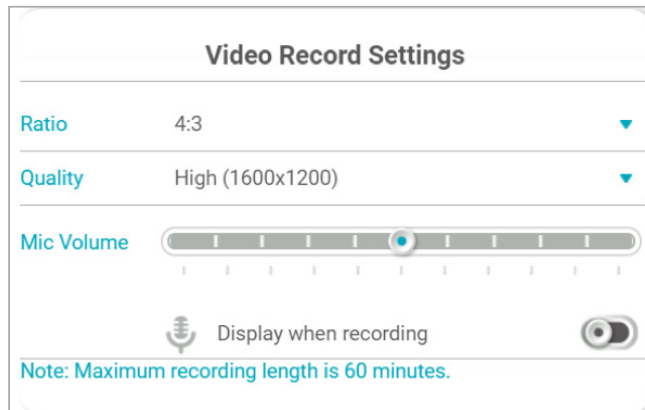 Video Record Settings
Ratio 4:3
Quality High (1600x1200)
Mic Volume
Display when recording
Note: Maximum recording length is 60 minutes.